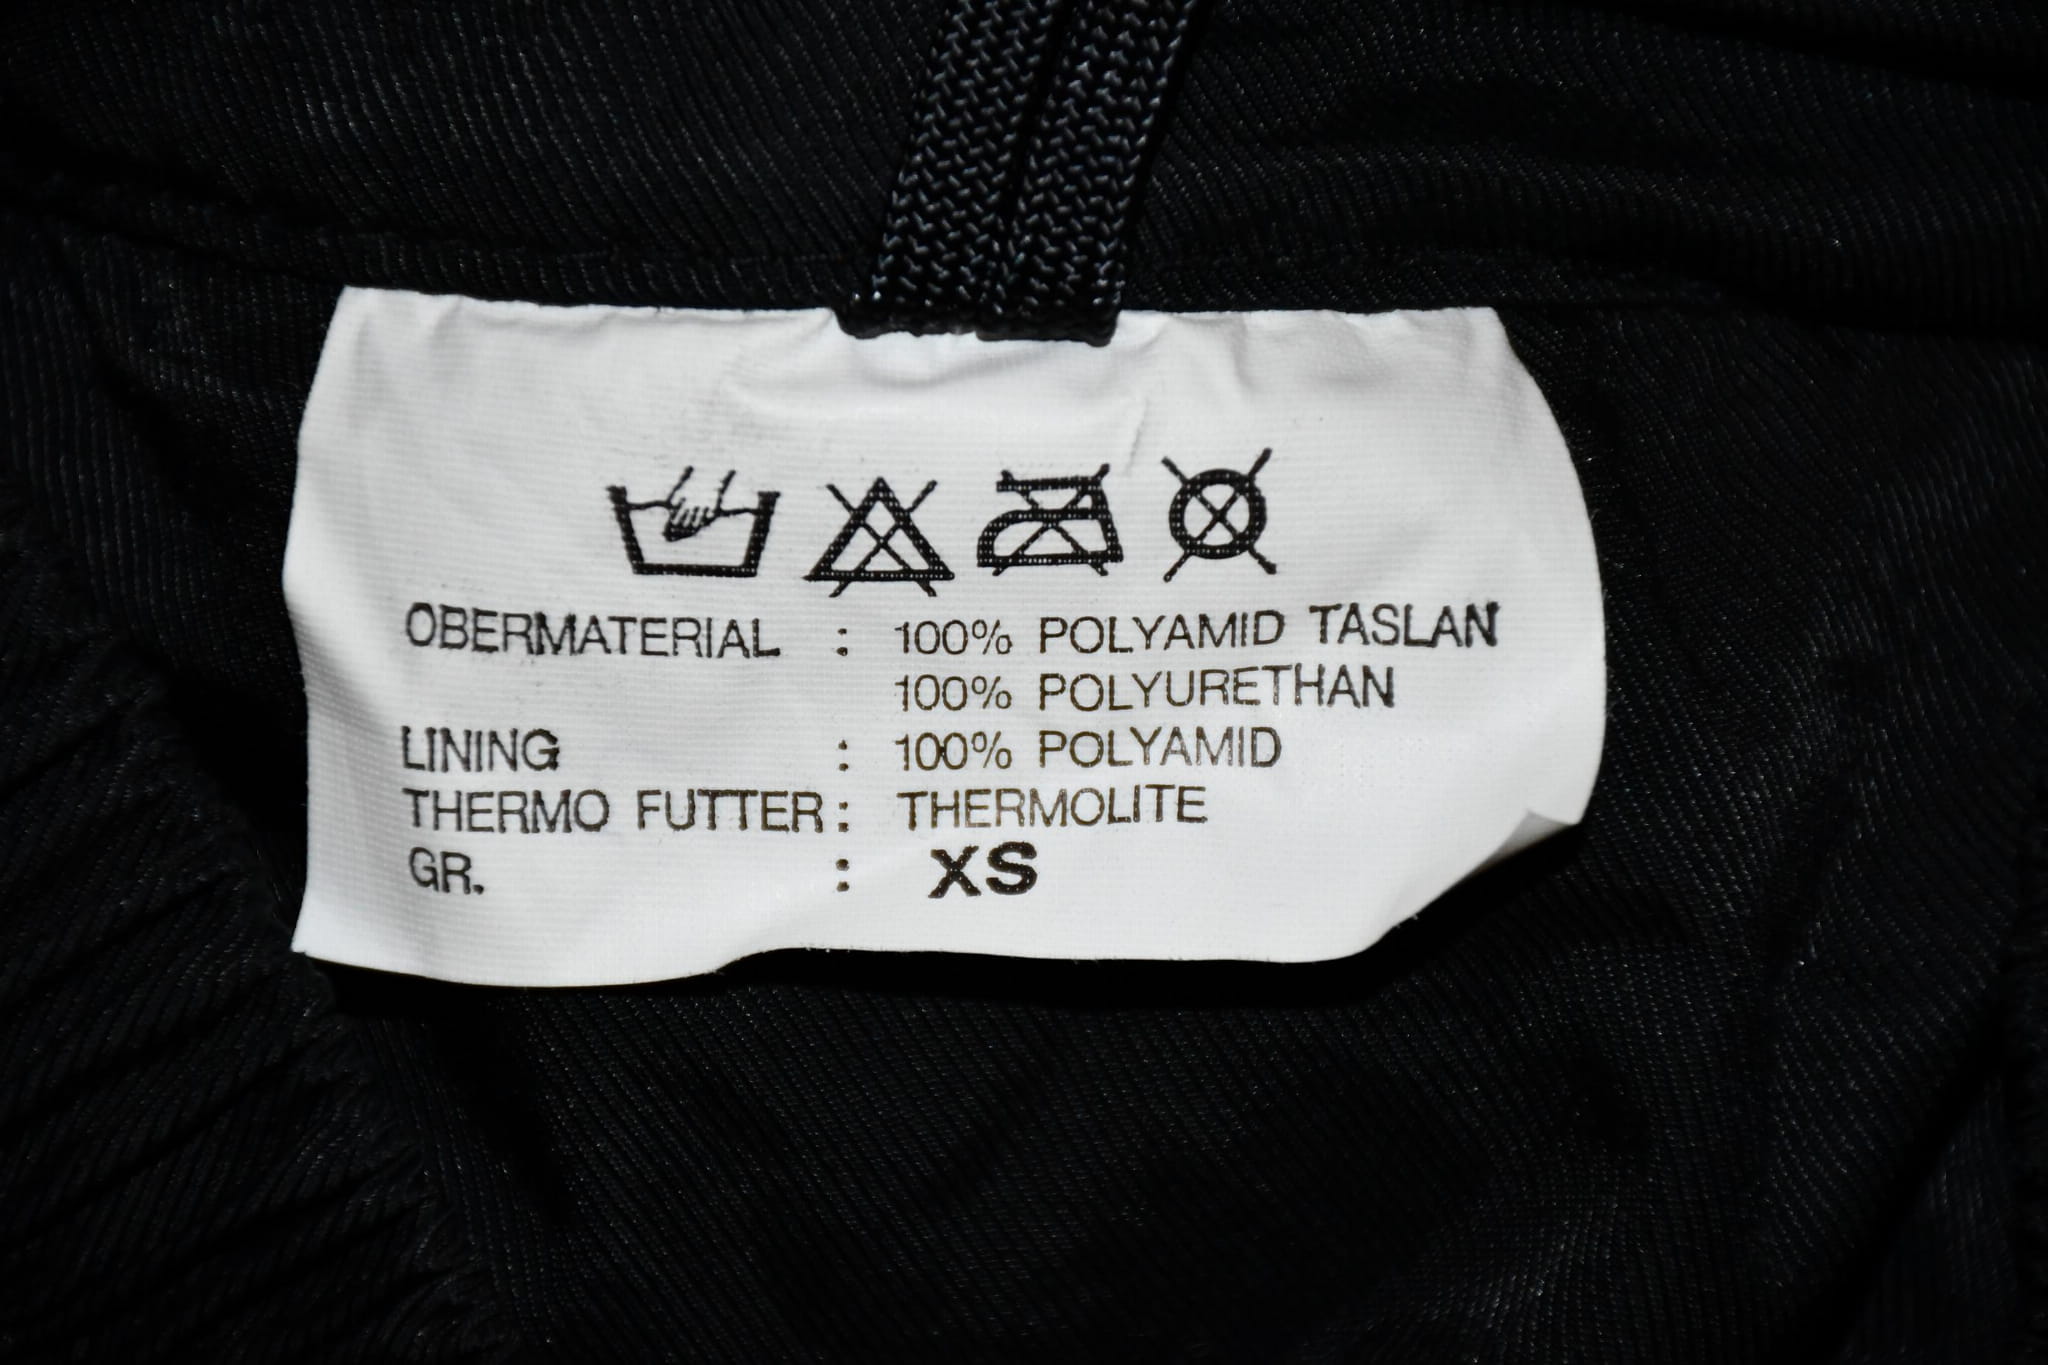 OBERMATERIAL : 100% POLYAMID TASLAN
100% POLYURETHAN
LINING : 100% POLYAMID
THERMO FUTTER : THERMOLITE
GR. : XS